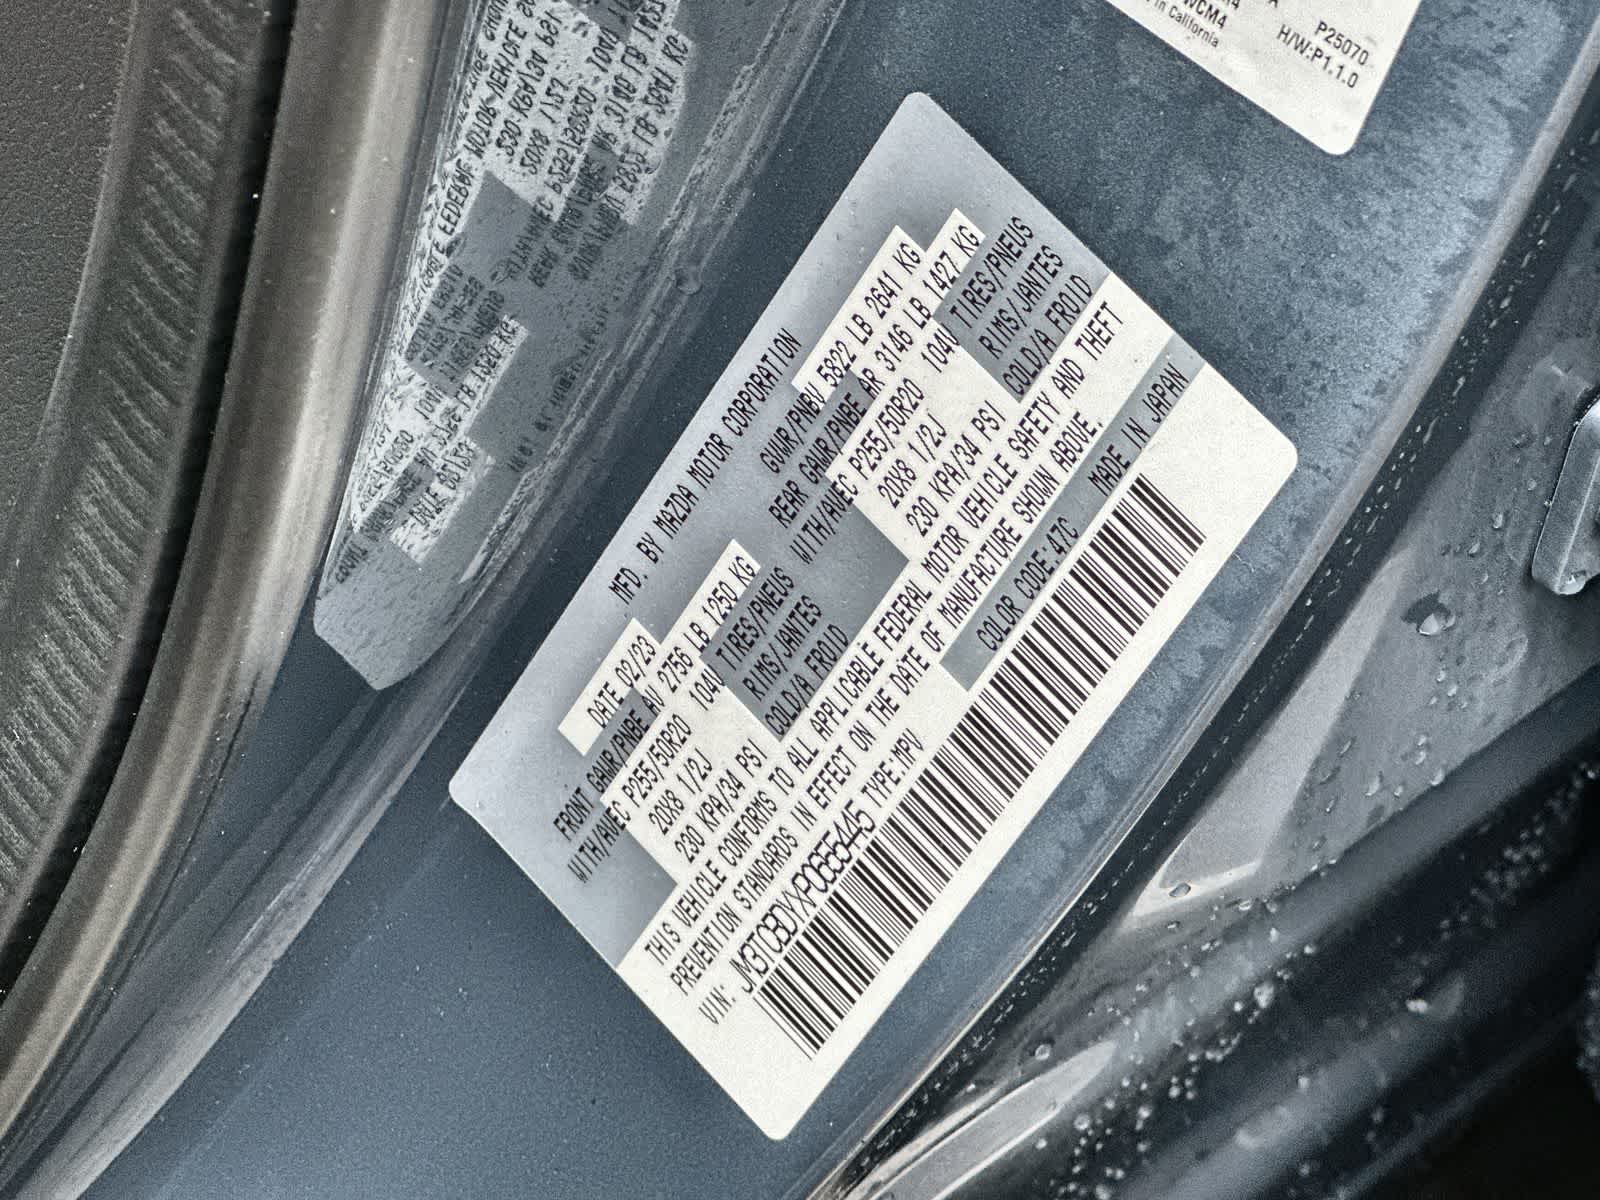 MFD. BY MAZDA MOTOR CORPORATION
DATE 02/23 GVWR/PNBV 5822 LB 2641 KG
FRONT GAWR/PNBE AV 2756 LB 1250 KG REAR GAWR/PNBE AR 3146 LB 1427 KG
WITH/AVEC P255/50R20 104V TIRES/PNEUS WITH/AVEC P255/50R20 104V TIRES/PNEUS
20X8 1/2J RIMS/JANTES 20X8 1/2J RIMS/JANTES
230 KPA/34 PSI COLD/A FROID 230 KPA/34 PSI COLD/A FROID
THIS VEHICLE CONFORMS TO ALL APPLICABLE FEDERAL MOTOR VEHICLE SAFETY AND THEFT
PREVENTION STANDARDS IN EFFECT ON THE DATE OF MANUFACTURE SHOWN ABOVE.
COLOR CODE:47C MADE IN JAPAN
VIN: TYPE:MPV
WCM4
in California
P25070
H/W:P1.1.0